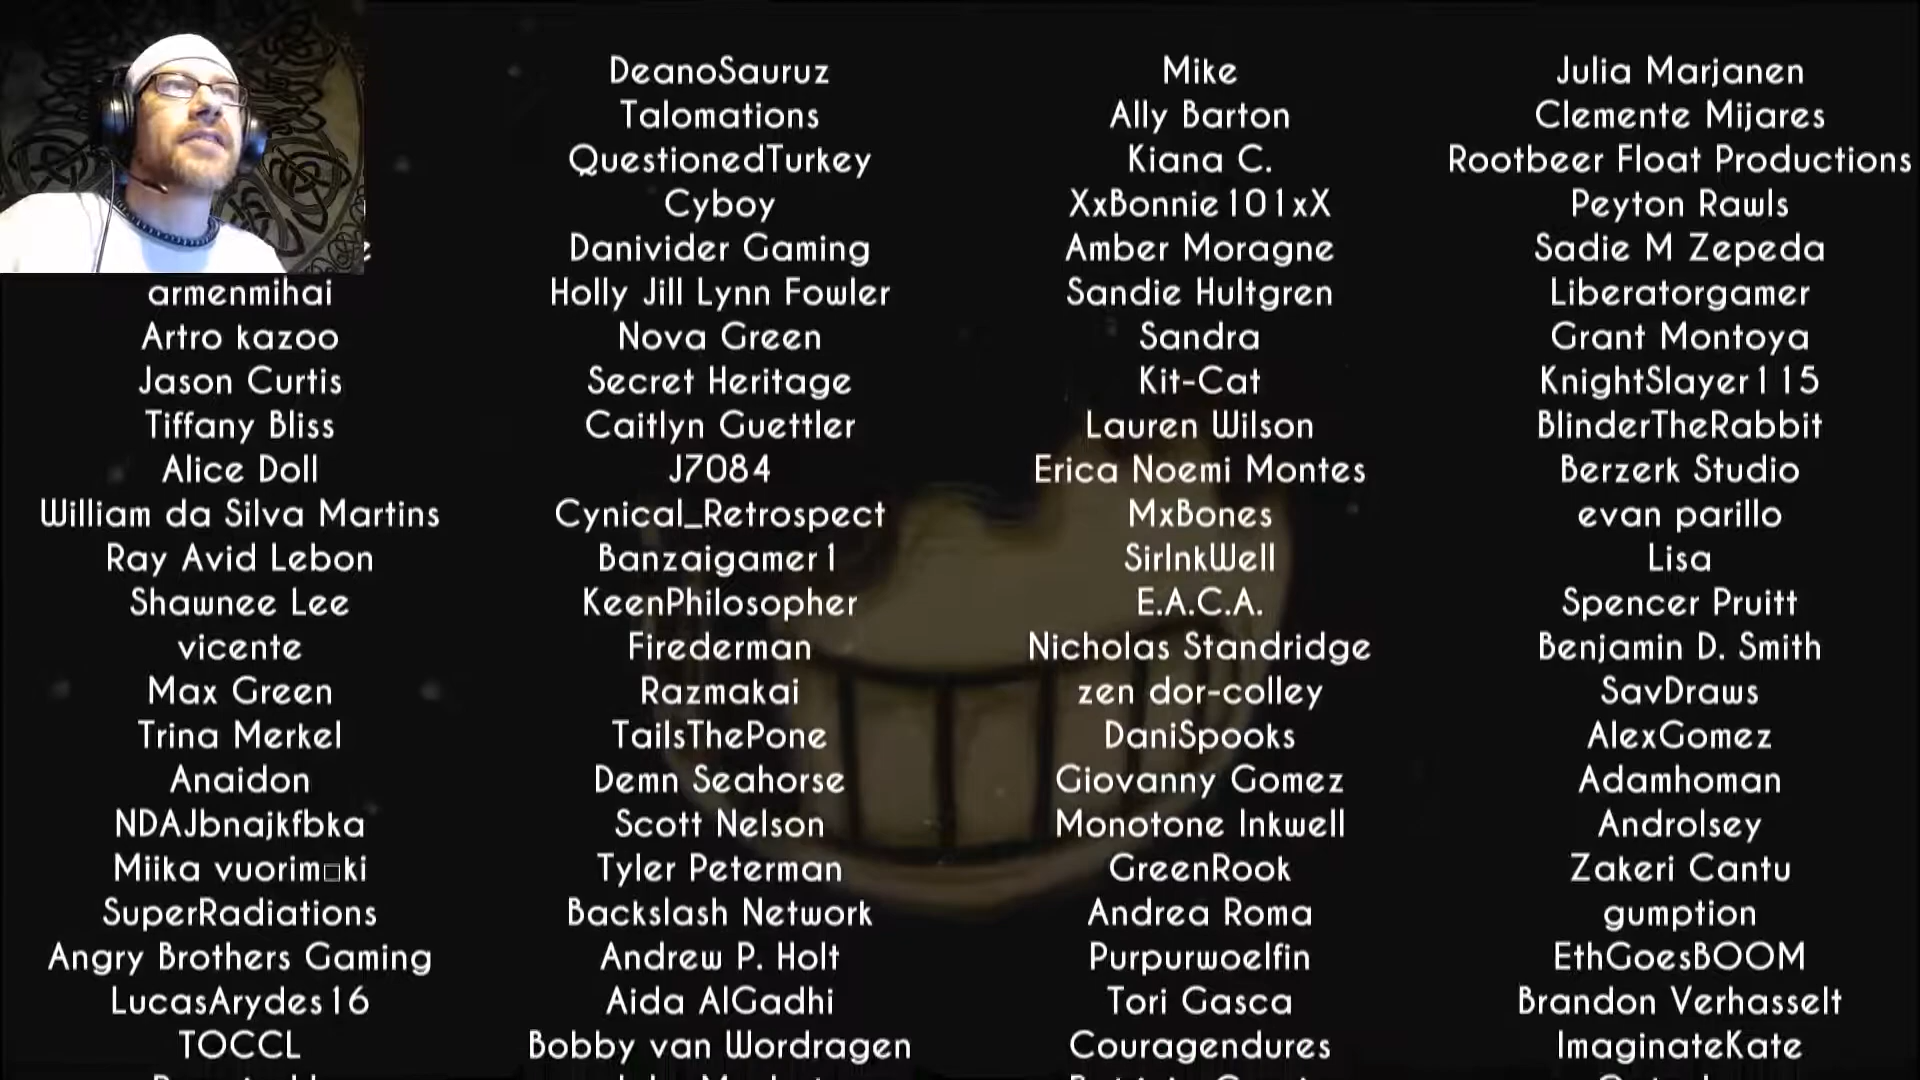 DeanoSauruz
Mike
Julia Marjanen
Talomations
Ally Barton
Clemente Mijares
QuestionedTurkey
Kiana C.
Rootbeer Float Productions
Cyboy
XxBonnie101xX
Peyton Rawls
Danivider Gaming
Amber Moragne
Sadie M Zepeda
armenmihai
Holly Jill Lynn Fowler
Sandie Hultgren
Liberatorgamer
Artro kazoo
Nova Green
Sandra
Grant Montoya
Jason Curtis
Secret Heritage
Kit-Cat
KnightSlayer115
Tiffany Bliss
Caitlyn Guettler
Lauren Wilson
BlinderTheRabbit
Alice Doll
J7084
Erica Noemi Montes
Berzerk Studio
William da Silva Martins
Cynical_Retrospect
MxBones
evan parillo
Ray Avid Lebon
Banzaigamer1
SirInkWell
Lisa
Shawnee Lee
KeenPhilosopher
E.A.C.A.
Spencer Pruitt
vicente
Firederman
Nicholas Standridge
Benjamin D. Smith
Max Green
Razmakai
zen dor-colley
SavDraws
Trina Merkel
TailsThePone
DaniSpooks
AlexGomez
Anaidon
Demn Seahorse
Giovanny Gomez
Adamhoman
NDAJbnajkfbka
Scott Nelson
Monotone Inkwell
Androlsey
Miika vuorim□ki
Tyler Peterman
GreenRook
Zakeri Cantu
SuperRadiations
Backslash Network
Andrea Roma
gumption
Angry Brothers Gaming
Andrew P. Holt
Purpurwoelfin
EthGoesBOOM
LucasArydes16
Aida AlGadhi
Tori Gasca
Brandon Verhasselt
TOCCL
Bobby van Wordragen
Couragendures
ImaginateKate